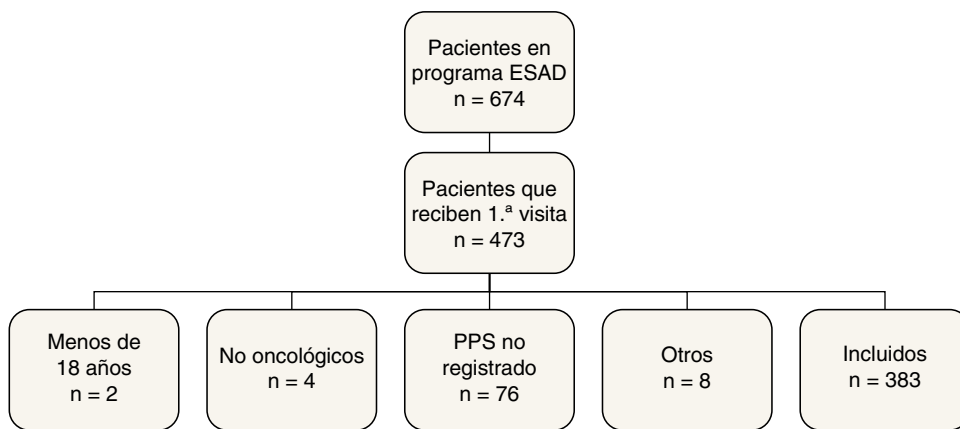 Pacientes en
programa ESAD
n = 674
Pacientes que
reciben 1.ª visita
n = 473
Menos de
18 años
n = 2
No oncológicos
n = 4
PPS no
registrado
n = 76
Otros
n = 8
Incluidos
n = 383